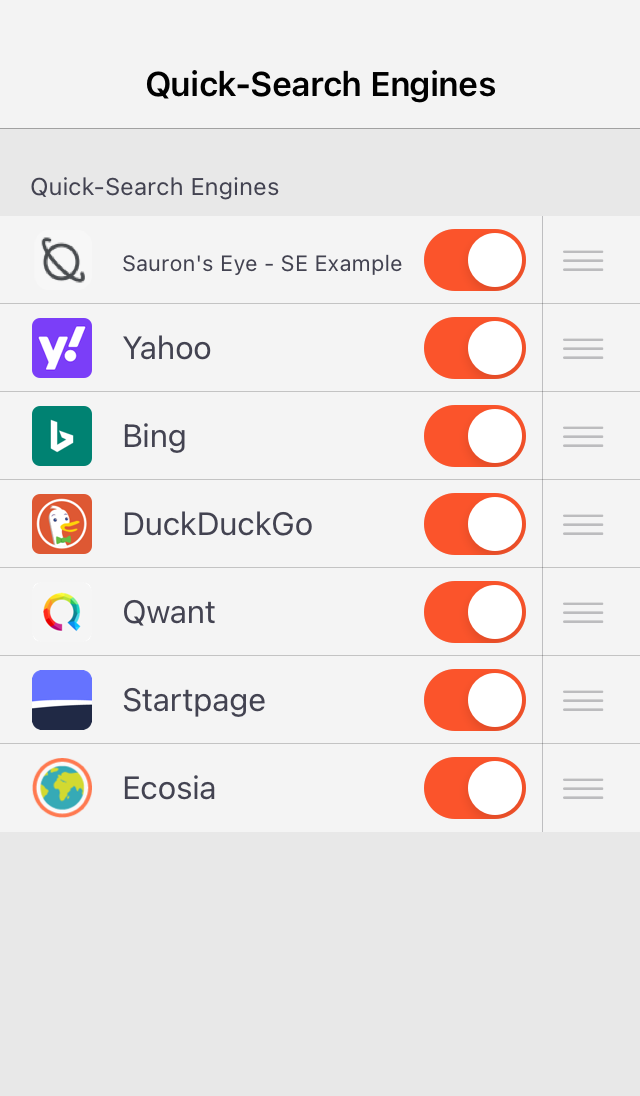 Quick-Search Engines
Quick-Search Engines
Sauron's Eye - SE Example
Yahoo
Bing
DuckDuckGo
Qwant
Startpage
Ecosia